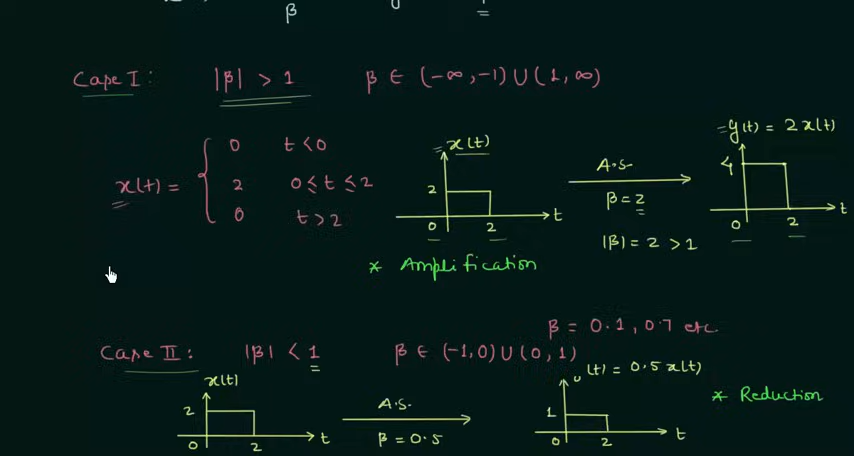 β
Case I: |β| > 1 β ∈ (-∞, -1) ∪ (1, ∞)
x(t) = { 0 t < 0
2 0 ≤ t ≤ 2
0 t > 2
x(t)
2
0 2 t
A.S.
β = 2
|β| = 2 > 1
y(t) = 2x(t)
4
0 2 t
* Amplification
β = 0.1, 0.7 etc.
Case II: |β| < 1 β ∈ (-1, 0) ∪ (0, 1)
x(t)
2
0 2 t
A.S.
β = 0.5
(t) = 0.5 x(t)
1
0 2 t
* Reduction